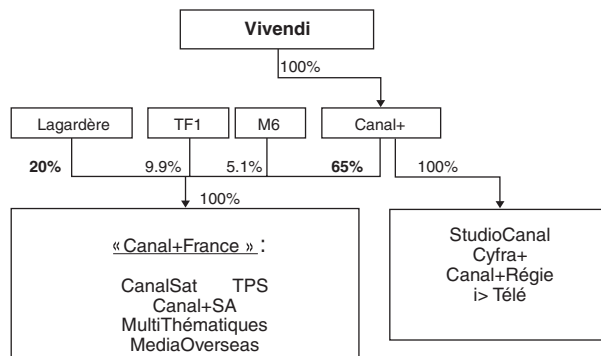 Vivendi
100%
Lagardère TF1 M6 Canal+
20% 9.9% 5.1% 65% 100%
100%
« Canal+France » :
CanalSat TPS
Canal+SA
MultiThématiques
MediaOverseas
StudioCanal
Cyfra+
Canal+Régie
i> Télé